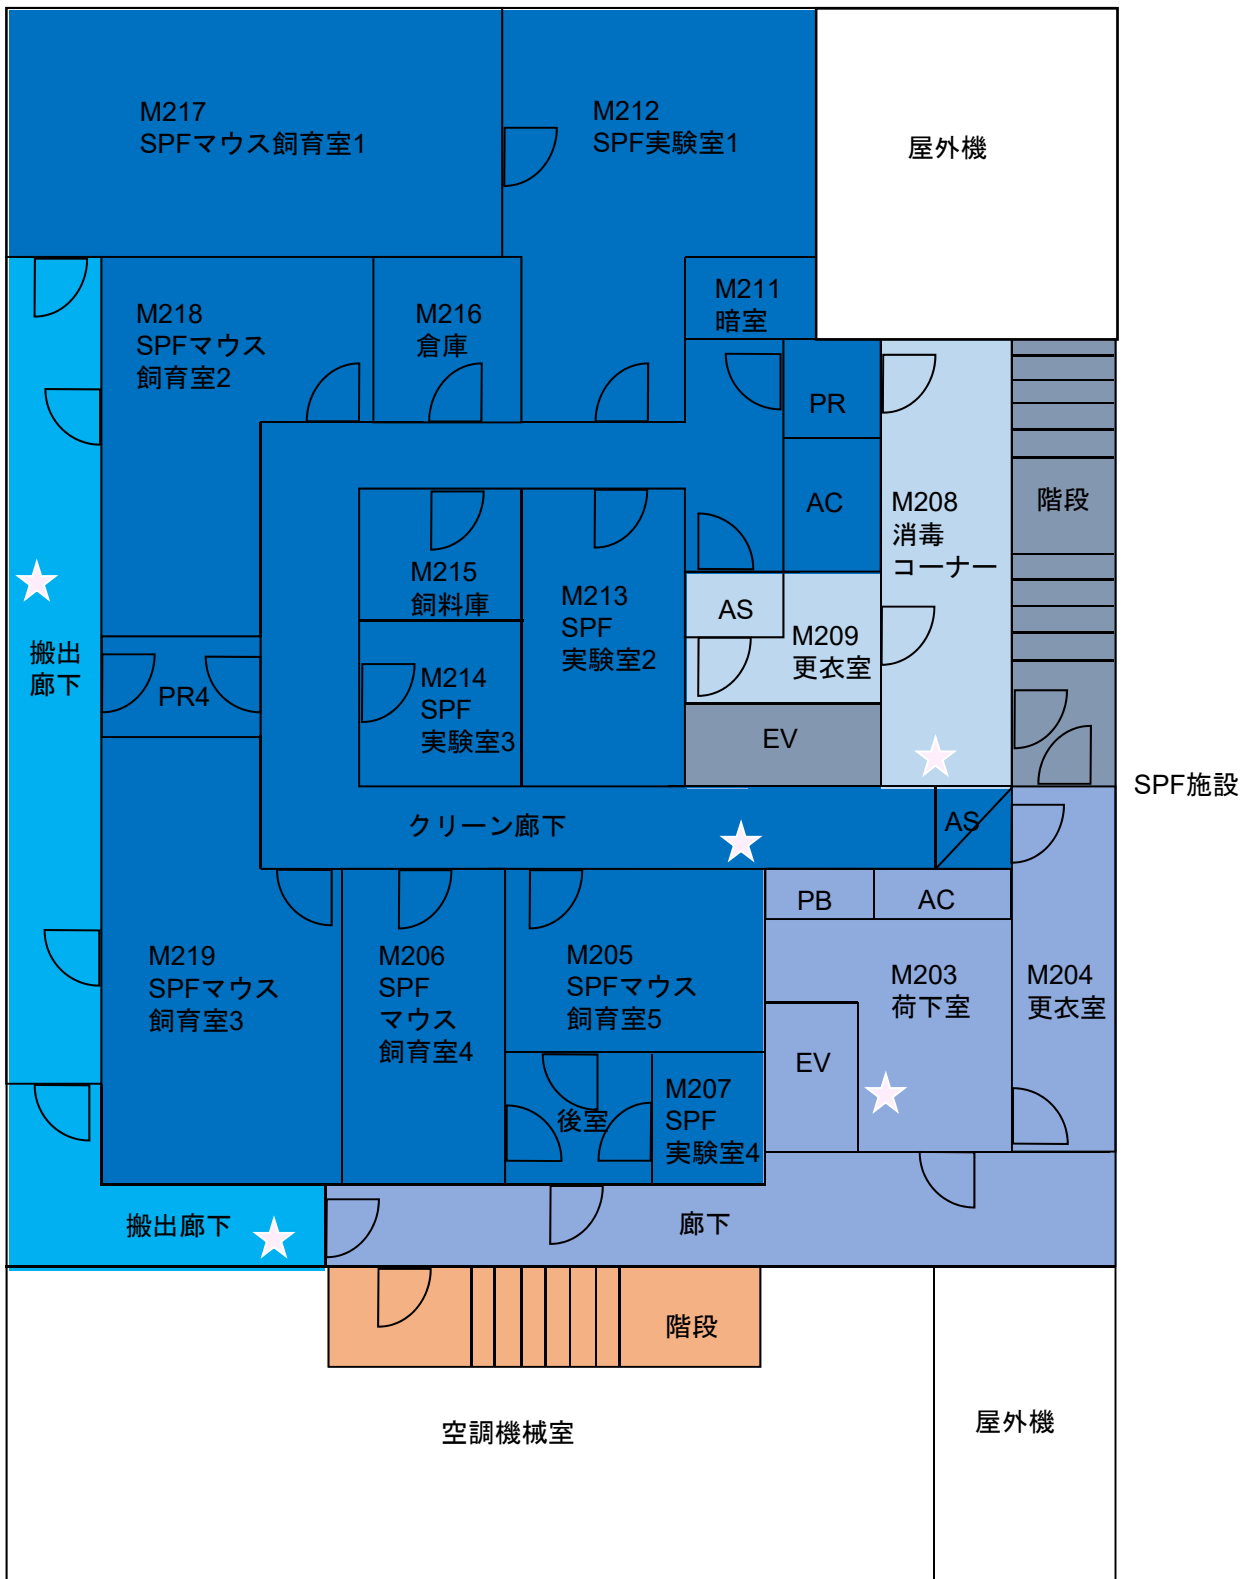 M217
SPFマウス飼育室1
M212
SPF実験室1
屋外機
M218
SPFマウス
飼育室2
M216
倉庫
M211
暗室
PR
AC
M208
消毒
コーナー
階段
M215
飼料庫
M213
SPF
実験室2
AS
M209
更衣室
搬出
廊下
PR4
M214
SPF
実験室3
EV
SPF施設
クリーン廊下
AS
PB
AC
M219
SPFマウス
飼育室3
M206
SPF
マウス
飼育室4
M205
SPFマウス
飼育室5
M203
荷下室
M204
更衣室
EV
後室
M207
SPF
実験室4
搬出廊下
廊下
階段
空調機械室
屋外機